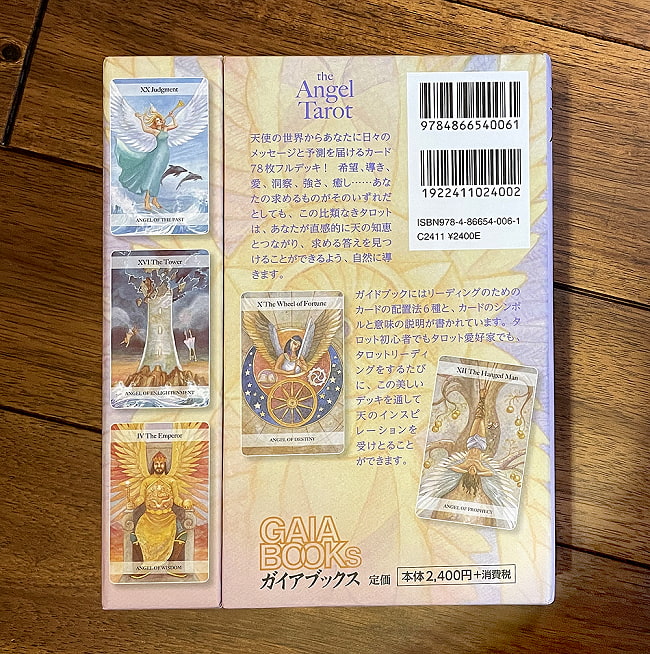 XX Judgment
ANGEL OF THE PAST
XVI The Tower
ANGEL OF ENLIGHTENMENT
IV The Emperor
ANGEL OF WISDOM
the
Angel
Tarot
天使の世界からあなたに日々の
メッセージと予測を届けるカード
78枚フルデッキ！ 希望、導き、
愛、洞察、強さ、癒し……あな
たの求めるものがそのいずれだ
としても、この比類なきタロット
は、あなたが直感的に天の知恵
とつながり、求める答えを見つ
けることができるよう、自然に導
きます。
9784866540061
1922411024002
ISBN978-4-86654-006-1
C2411 ¥2400E
ガイドブックにはリーディングのための
カードの配置法6種と、カードのシンボ
ルと意味の説明が書かれています。タ
ロット初心者でもタロット愛好家でも、
タロットリーディ
ングをするたび
に、この美しい
デッキを通して
天のインスピ
レーションを
受けとること
ができます。
X The Wheel of Fortune
ANGEL OF DESTINY
XII The Hanged Man
ANGEL OF PROPHECY
GAIA
BOOKs
ガイアブックス
定価 本体2,400円+消費税